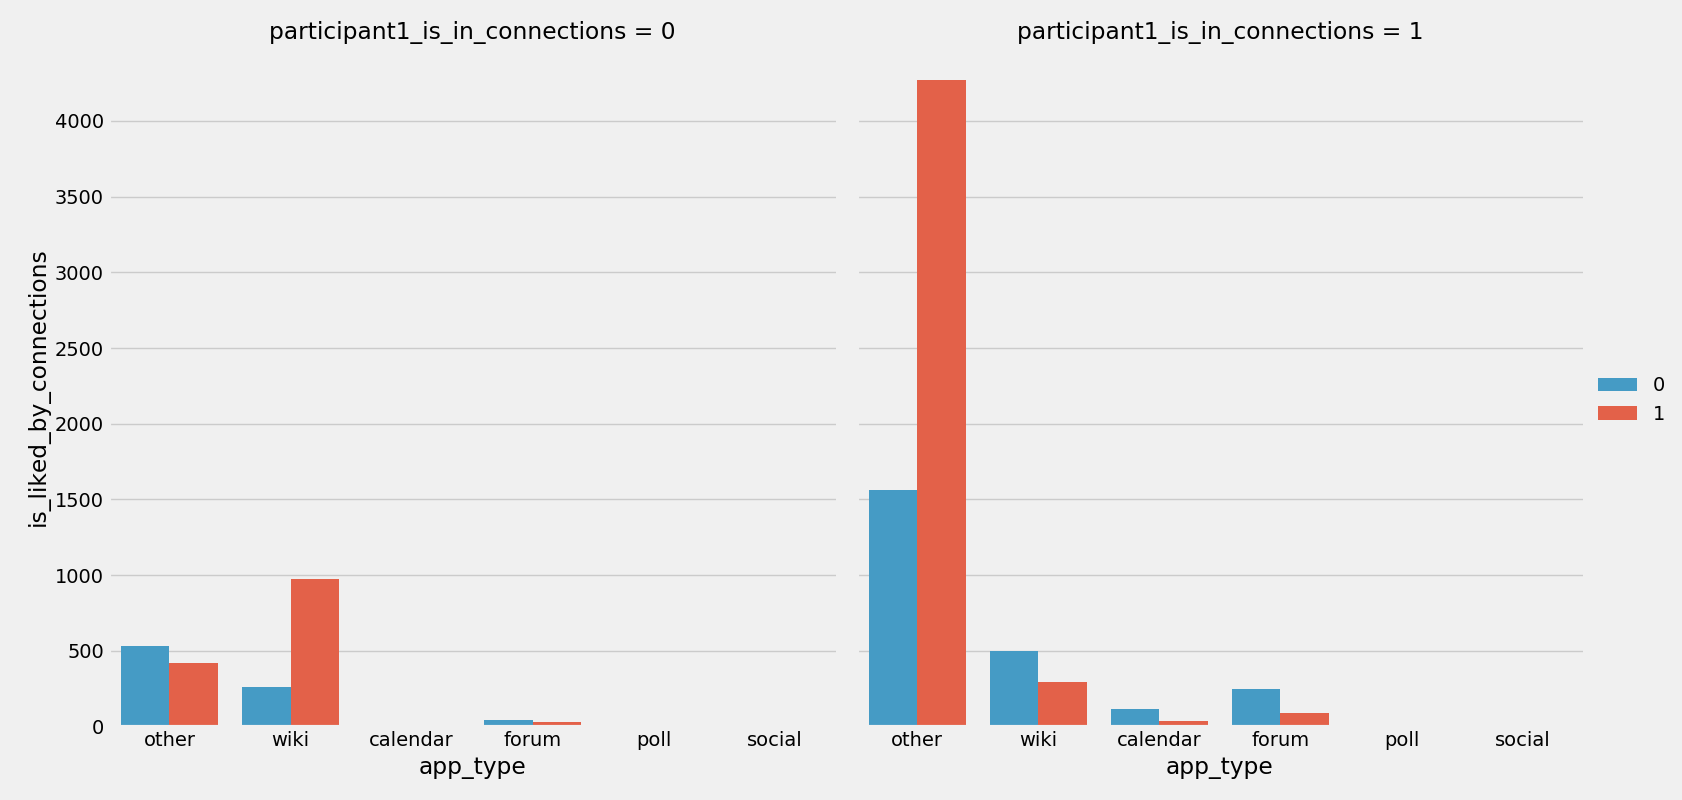 participant1_is_in_connections = 0
participant1_is_in_connections = 1
is_liked_by_connections
4000
3500
3000
2500
2000
1500
1000
500
0
other wiki calendar forum poll social
other wiki calendar forum poll social
app_type
app_type
0
1